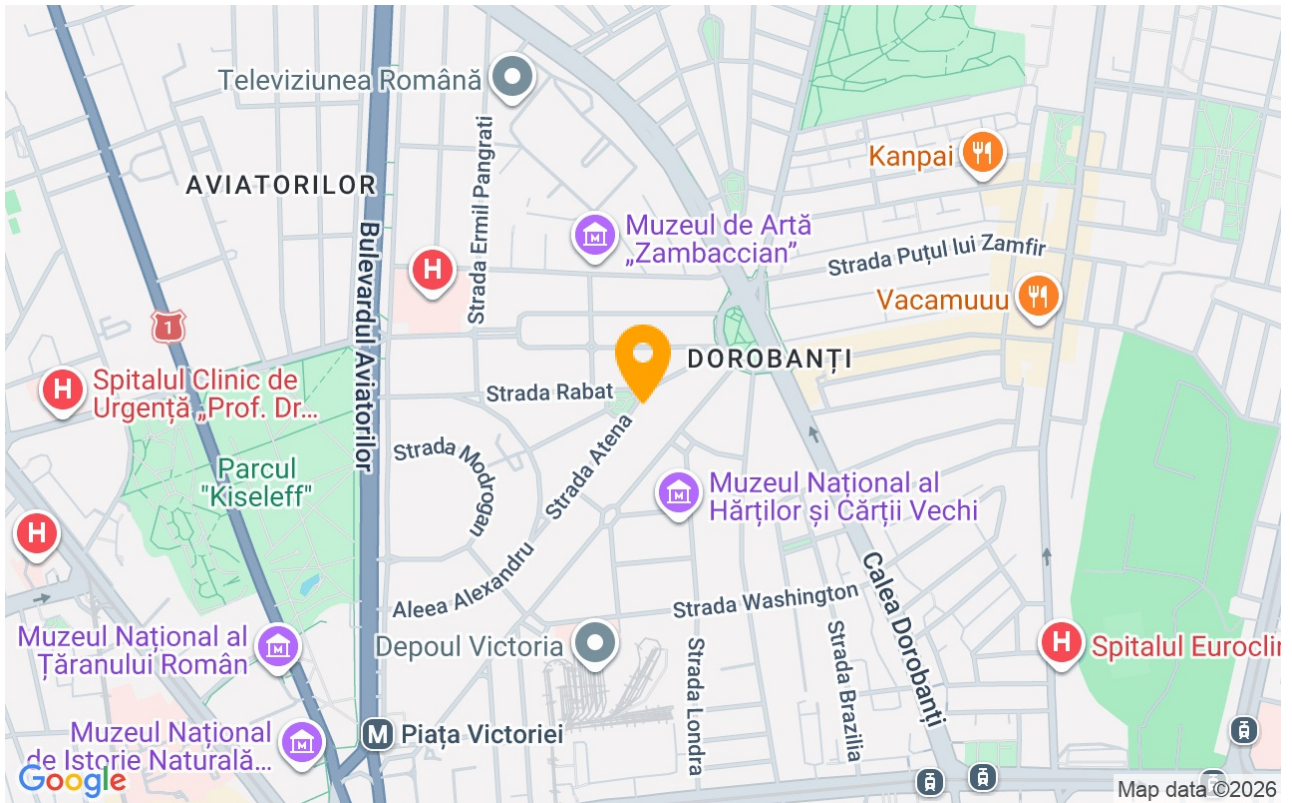 Televiziunea Română
Kanpai
AVIATORILOR
Strada Ermil Pangrati
Muzeul de Artă
„Zambaccian”
Strada Puțul lui Zamfir
H
Bulevardul Aviatorilor
Vacamuuu
1
DOROBANȚI
H
Spitalul Clinic de
Urgență „Prof. Dr...
Strada Rabat
Strada Modrogan
Strada Atena
Parcul
"Kiseleff"
Muzeul Național al
Hărților și Cărții Vechi
H
Aleea Alexandru
Strada Washington
Calea Dorobanți
Muzeul Național al
Țăranului Român
Depoul Victoria
Strada Londra
Strada Brazilia
H
Spitalul Euroclin
Muzeul Național
de Istorie Naturală...
M
Piața Victoriei
Google
Map data ©2026